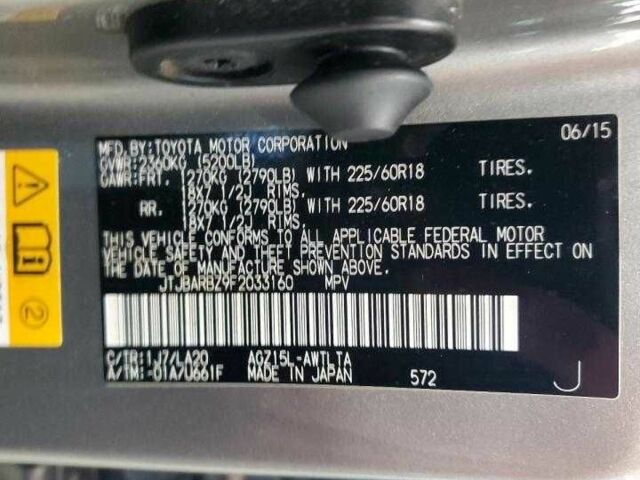 06/15
MFD.BY:TOYOTA MOTOR CORPORATION
GVWR:2360KG (5200LB)
GAWR:FRT. 1270KG (2790LB) WITH 225/60R18 TIRES.
18X7 1/2J RIMS.
RR. 1270KG (2790LB) WITH 225/60R18 TIRES.
18X7 1/2J RIMS.
THIS VEHICLE CONFORMS TO ALL APPLICABLE FEDERAL MOTOR
VEHICLE SAFETY AND THEFT PREVENTION STANDARDS IN EFFECT ON
THE DATE OF MANUFACTURE SHOWN ABOVE.
JTJBARBZ9F2033160 MPV
C/TR:1J7/LA20 AGZ15L-AWTLTA
A/TM:-01A/U661F MADE IN JAPAN 572 J
2